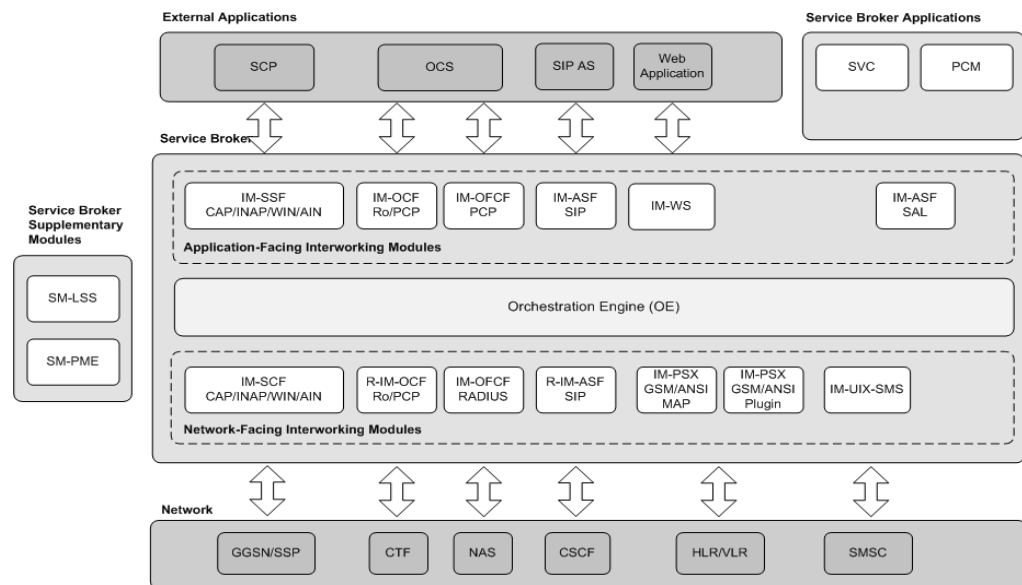 External Applications
Service Broker Applications
SCP
OCS
SIP AS
Web
Application
SVC
PCM
Service Broker
IM-SSF
CAP/INAP/WIN/AIN
IM-OCF
Ro/PCP
IM-OFCF
PCP
IM-ASF
SIP
IM-WS
IM-ASF
SAL
Application-Facing Interworking Modules
Service Broker
Supplementary
Modules
SM-LSS
SM-PME
Orchestration Engine (OE)
IM-SCF
CAP/INAP/WIN/AIN
R-IM-OCF
Ro/PCP
IM-OFCF
RADIUS
R-IM-ASF
SIP
IM-PSX
GSM/ANSI
MAP
IM-PSX
GSM/ANSI
Plugin
IM-UIX-SMS
Network-Facing Interworking Modules
Network
GGSN/SSP
CTF
NAS
CSCF
HLR/VLR
SMSC